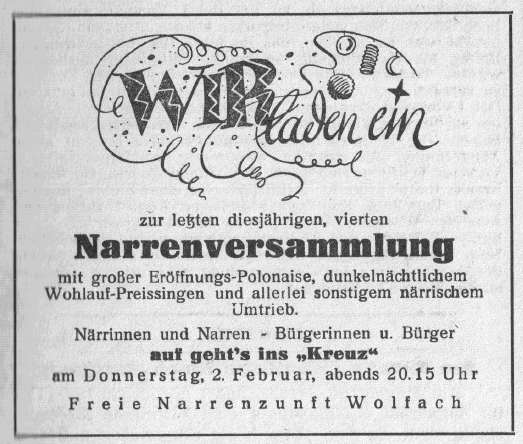 WIR laden ein
zur letzten diesjährigen, vierten
Narrenversammlung
mit großer Eröffnungs-Polonaise, dunkelnächtlichem
Wohlauf-Preissingen und allerlei sonstigem närrischem
Umtrieb.
Närrinnen und Narren - Bürgerinnen u. Bürger
auf geht's ins „Kreuz“
am Donnerstag, 2. Februar, abends 20.15 Uhr
Freie Narrenzunft Wolfach